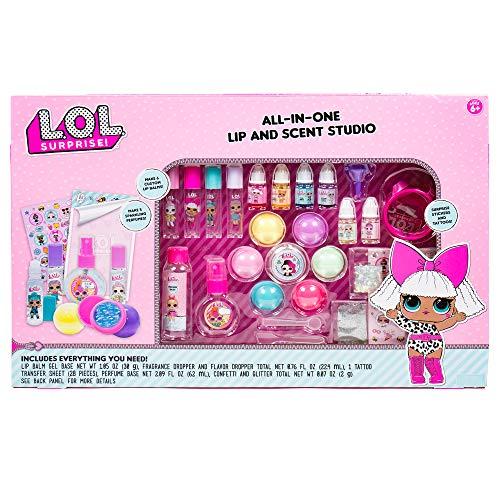 L.O.L.
SURPRISE!
ALL-IN-ONE
LIP AND SCENT STUDIO
AGES
6+
MAKE 6
CUSTOM
LIP BALMS!
MAKE 3
SPARKLING
PERFUMES!
SURPRISE
STICKERS
AND
TATTOOS!
INCLUDES EVERYTHING YOU NEED!
LIP BALM GEL BASE NET WT 1.05 OZ (30 g), FRAGRANCE DROPPER AND FLAVOR DROPPER TOTAL NET 0.76 FL OZ (22.4 mL), 1 TATTOO
TRANSFER SHEET (28 PIECES), PERFUME BASE NET 2.09 FL OZ (62 mL), CONFETTI AND GLITTER TOTAL NET WT 0.07 OZ (2 g)
SEE BACK PANEL FOR MORE DETAILS